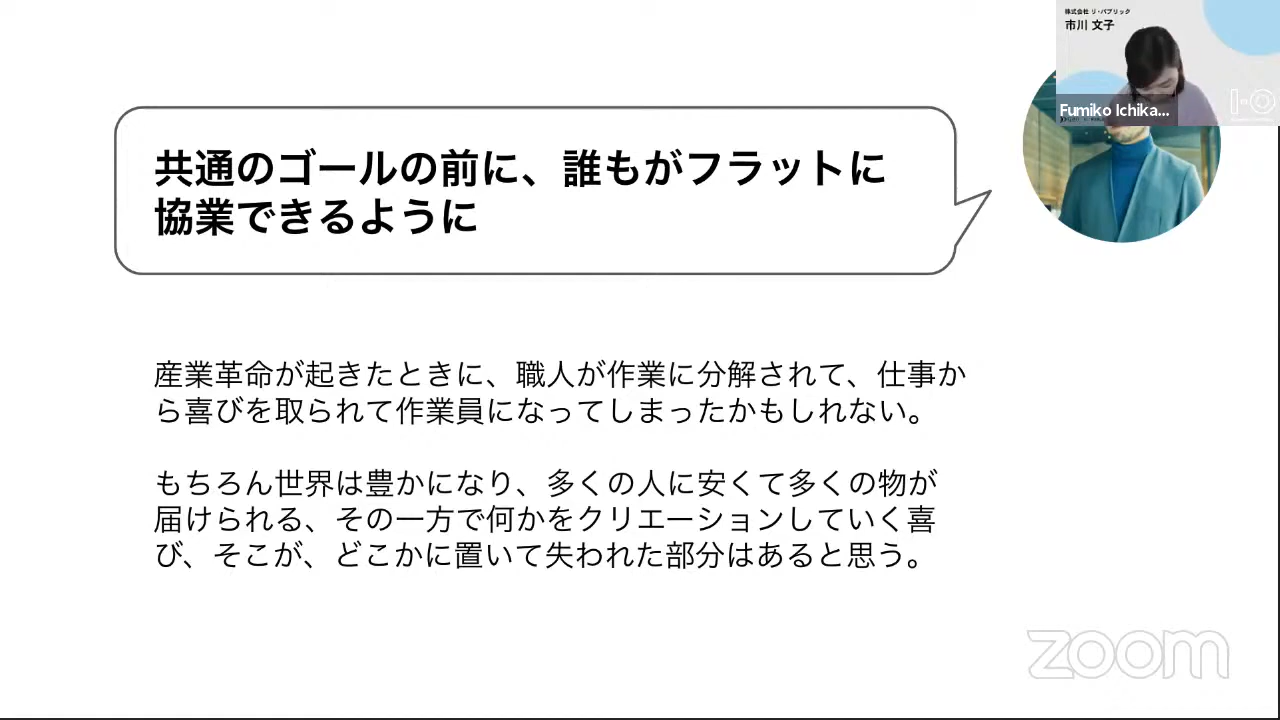 株式会社 リ・パブリック
市川 文子
Fumiko Ichika...
共通のゴールの前に、誰もがフラットに
協業できるように
産業革命が起きたときに、職人が作業に分解されて、仕事か
ら喜びを取られて作業員になってしまったかもしれない。
もちろん世界は豊かになり、多くの人に安くて多くの物が
届けられる、その一方で何かをクリエーションしていく喜
び、そこが、どこかに置いて失われた部分はあると思う。
zoom